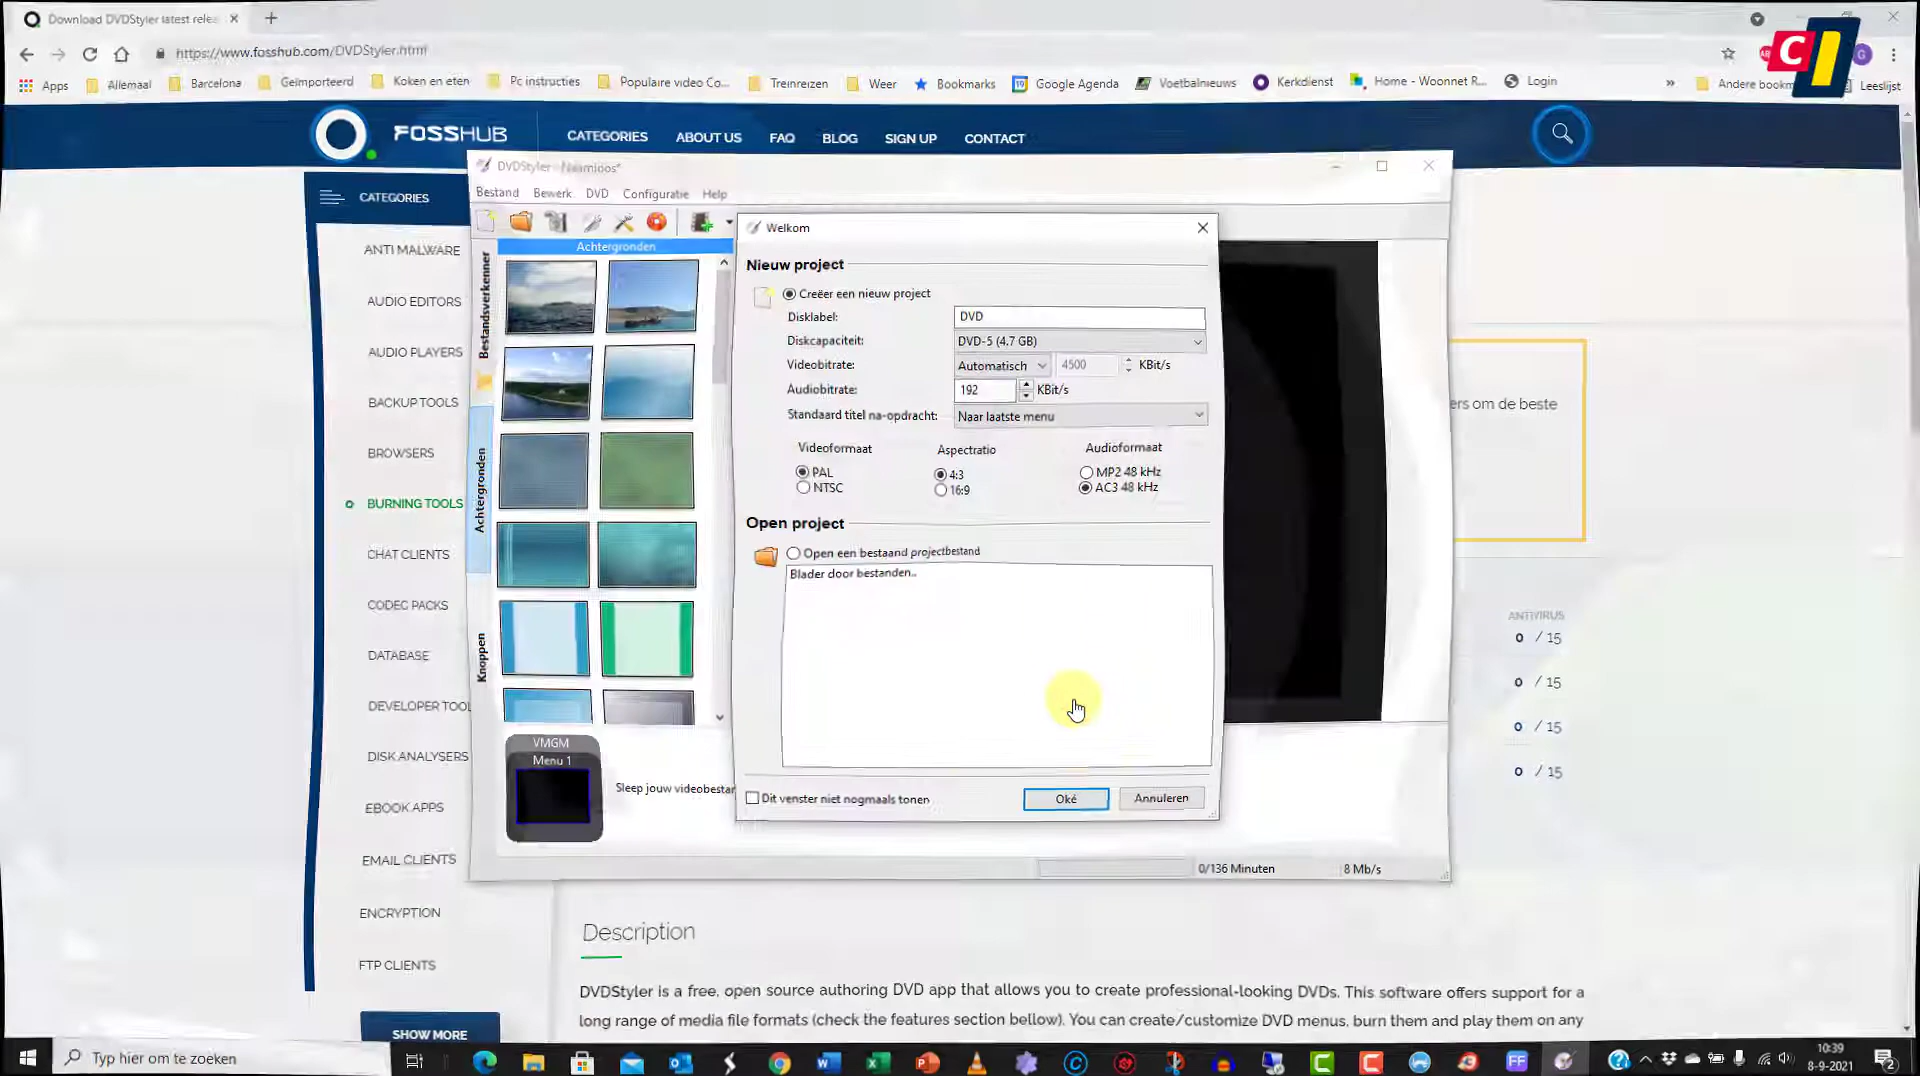 Download DVDStyler latest relea
https://www.fosshub.com/DVDStyler.html
Apps
Allemaal
Barcelona
Geïmporteerd
Koken en eten
Pc instructies
Populaire video Co...
Treinreizen
Weer
Bookmarks
Google Agenda
Voetbalnieuws
Kerkdienst
Home - Woonnet R...
Login
»
Andere bookm
Leeslijst
FOSSHUB
CATEGORIES
ABOUT US
FAQ
BLOG
SIGN UP
CONTACT
CATEGORIES
ANTI MALWARE
AUDIO EDITORS
AUDIO PLAYERS
BACKUP TOOLS
BROWSERS
BURNING TOOLS
CHAT CLIENTS
CODEC PACKS
DATABASE
DEVELOPER TOOL
DISK ANALYSERS
EBOOK APPS
EMAIL CLIENTS
ENCRYPTION
FTP CLIENTS
SHOW MORE
DVDStyler - Naamloos*
Bestand
Bewerk
DVD
Configuratie
Help
Bestandsverkenner
Achtergronden
Knoppen
Achtergronden
VMGM
Menu 1
Sleep jouw videobestan
0/136 Minuten
8 Mb/s
Welkom
Nieuw project
Creëer een nieuw project
Disklabel:
DVD
Diskcapaciteit:
DVD-5 (4.7 GB)
Videobitrate:
Automatisch
4500
KBit/s
Audiobitrate:
192
KBit/s
Standaard titel na-opdracht:
Naar laatste menu
Videoformaat
Aspectratio
Audioformaat
PAL
4:3
MP2 48 kHz
NTSC
16:9
AC3 48 kHz
Open project
Open een bestaand projectbestand
Blader door bestanden..
Dit venster niet nogmaals tonen
Oké
Annuleren
ers om de beste
ANTIVIRUS
0 / 15
0 / 15
0 / 15
0 / 15
Description
DVDStyler is a free, open source authoring DVD app that allows you to create professional-looking DVDs. This software offers support for a
long range of media file formats (check the features section bellow). You can create/customize DVD menus, burn them and play them on any
Typ hier om te zoeken
10:39
8-9-2021